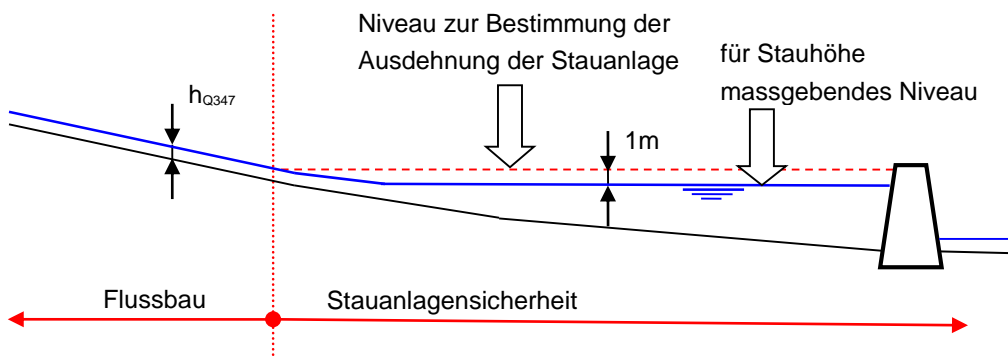 Niveau zur Bestimmung der
Ausdehnung der Stauanlage
für Stauhöhe
massgebendes Niveau
hQ347
1m
Flussbau
Stauanlagensicherheit